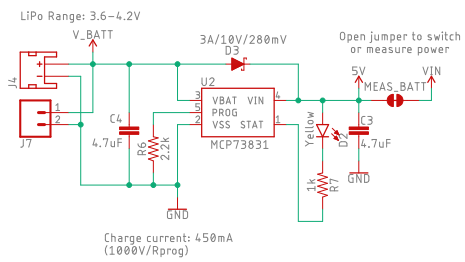 LiPo Range: 3.6-4.2V
V_BATT
3A/10V/280mV
D3
Open jumper to switch
or measure power
5V
VIN
MEAS_BATT
J4
+
-
U2
J7
1
2
C4
4.7uF
R6
2.2k
3
5
2
VBAT
PROG
VSS
VIN
STAT
4
1
MCP73831
Yellow
D2
C3
4.7uF
1k
R7
GND
GND
Charge current: 450mA
(1000V/Rprog)